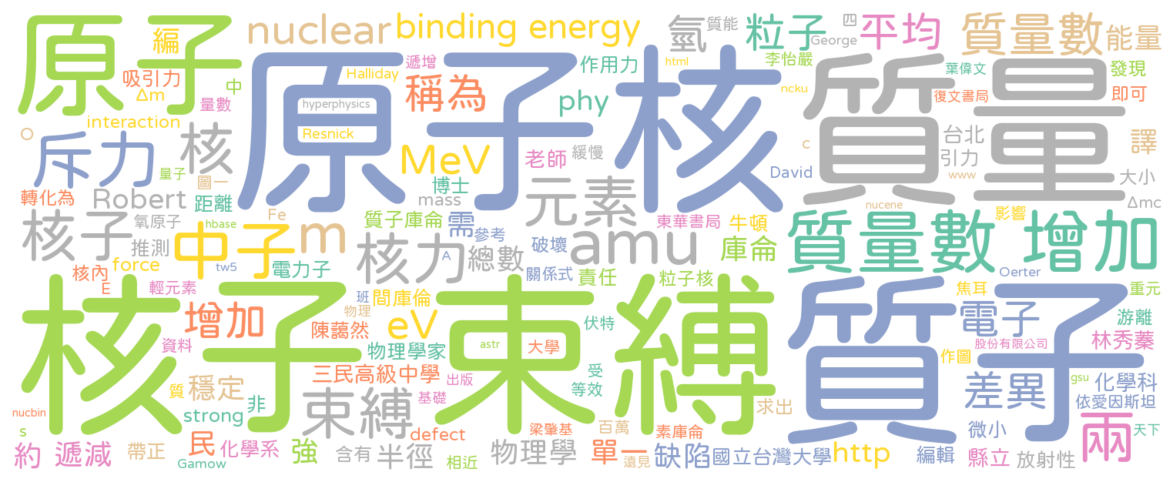 原子
編
nuclear
binding energy
氫
質能
George
四
粒子
平均
質量數
能量
吸引力
Δm
中
量數
Halliday
遞增
稱為
作用力
html
李怡嚴
ncku
葉偉文
發現
interaction
hyperphysics
Resnick
phy
復文書局
即可
O
斥力
核
原子核
質量
MeV
老師
緩慢
c
台北
引力
譯
轉化為
量子
圖一
Robert
博士
mass
元素
David
www
大小
Δmc
核子
氧原子
距離
hbase
Fe
質子庫侖
需
參考
東華書局
牛頓
nucene
影響
推測
中子
m
核力
總數
amu
破壞
庫侖
質量數 增加
核內
force
tw5
電力子
A
關係式
責任
粒子核
Oerter
E
輕元素
增加
間庫倫
班
物理
eV
伏特
焦耳
重元
電子
游離
資料
陳藹然
物理學家
astr
大學
股份有限公司
林秀蓁
核子
束縛
質子
作圖
gsu
天下
質
穩定
三民高級中學
出版
受
等效
差異
化學科
依愛因斯坦
nucbin
strong
非
束縛
基礎
求出
微小
s
民
化學系
強
defect
梁肇基
百萬
素庫侖
兩
約
遞減
帶正
Gamow
含有
半徑
相近
物理學
單一
遠見
缺陷
國立台灣大學
http
編輯
縣立
放射性